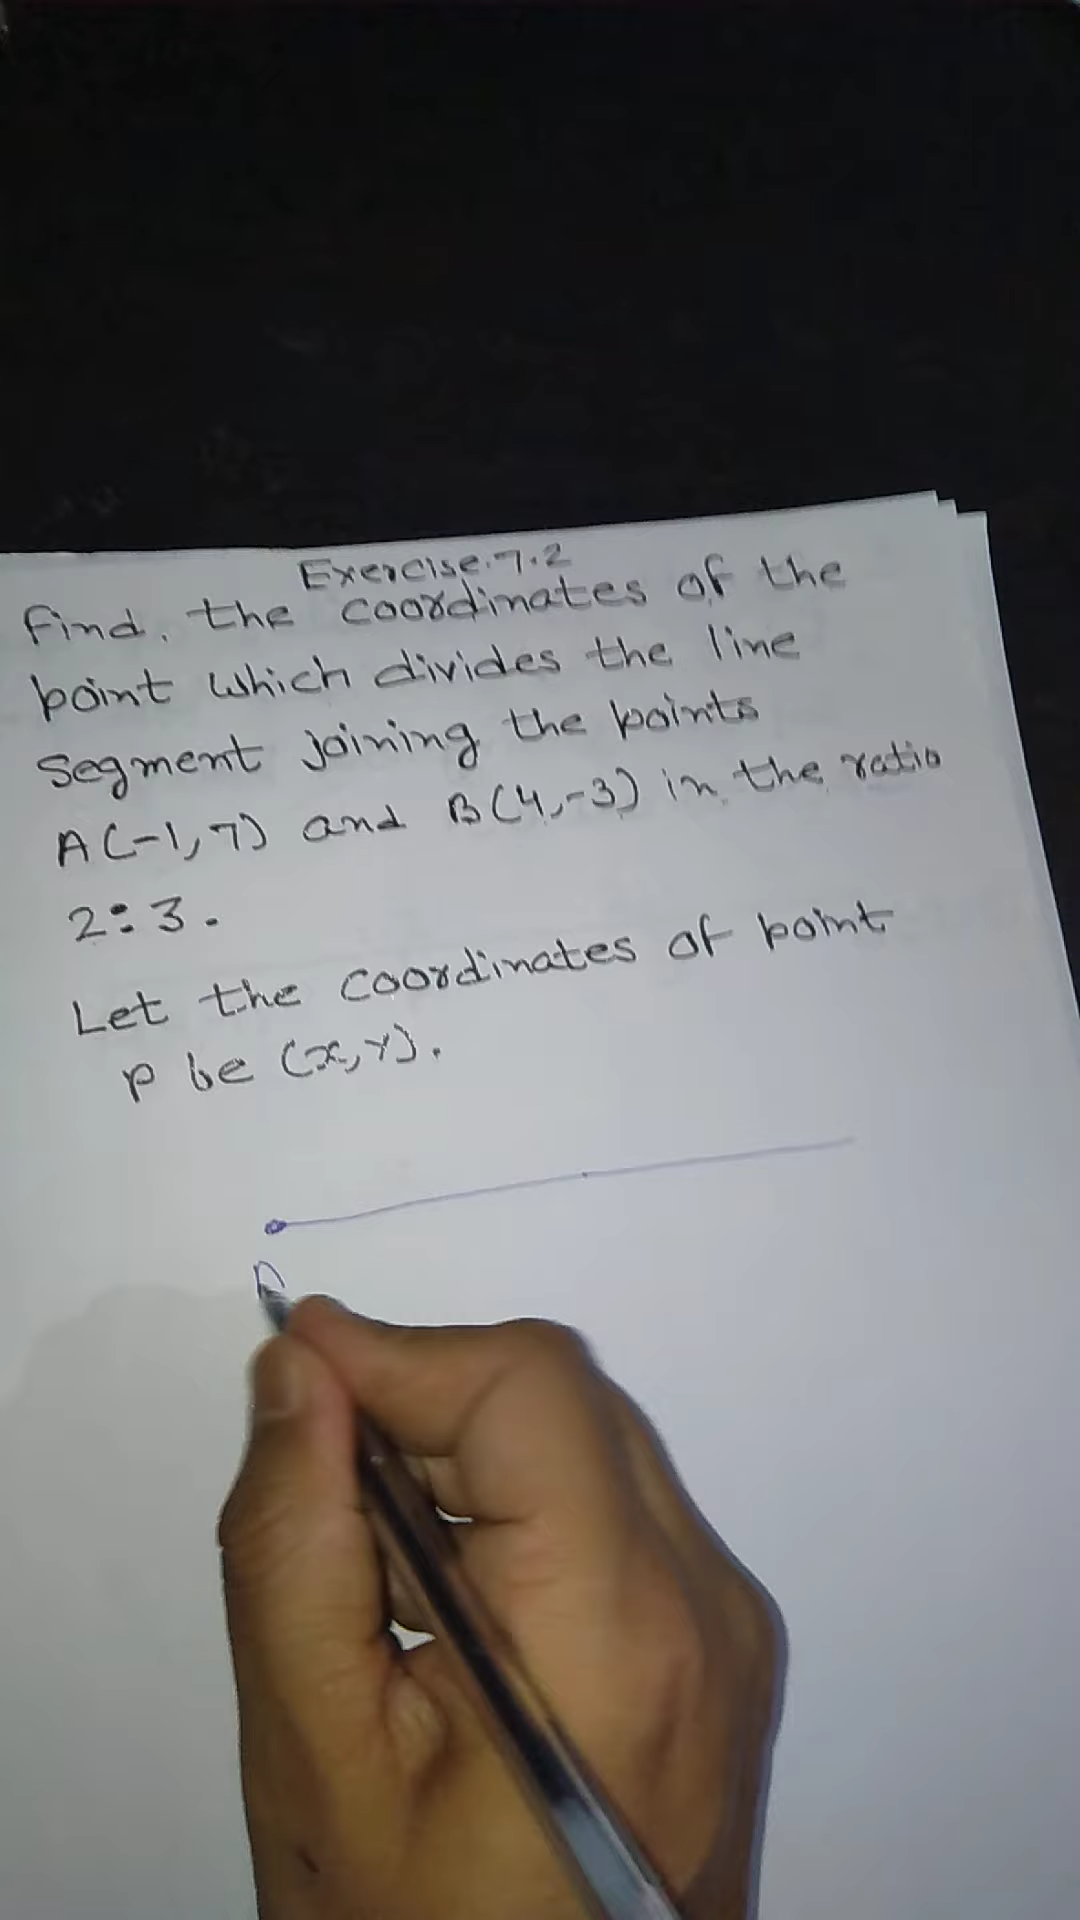 Exercise.7.2
find. the coordinates of the
point which divides the line
segment joining the points
A(-1,7) and B(4,-3) in the ratio
2:3.
Let the coordinates of point
P be (x,y).
A